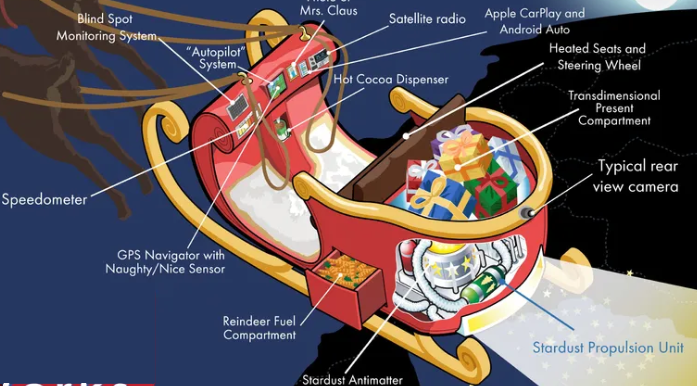 Mrs. Claus
Blind Spot
Monitoring System
Satellite radio
Apple CarPlay and
Android Auto
"Autopilot"
System
Hot Cocoa Dispenser
Heated Seats and
Steering Wheel
Transdimensional
Present
Compartment
Typical rear
view camera
Speedometer
GPS Navigator with
Naughty/Nice Sensor
Reindeer Fuel
Compartment
Stardust Propulsion Unit
Stardust Antimatter